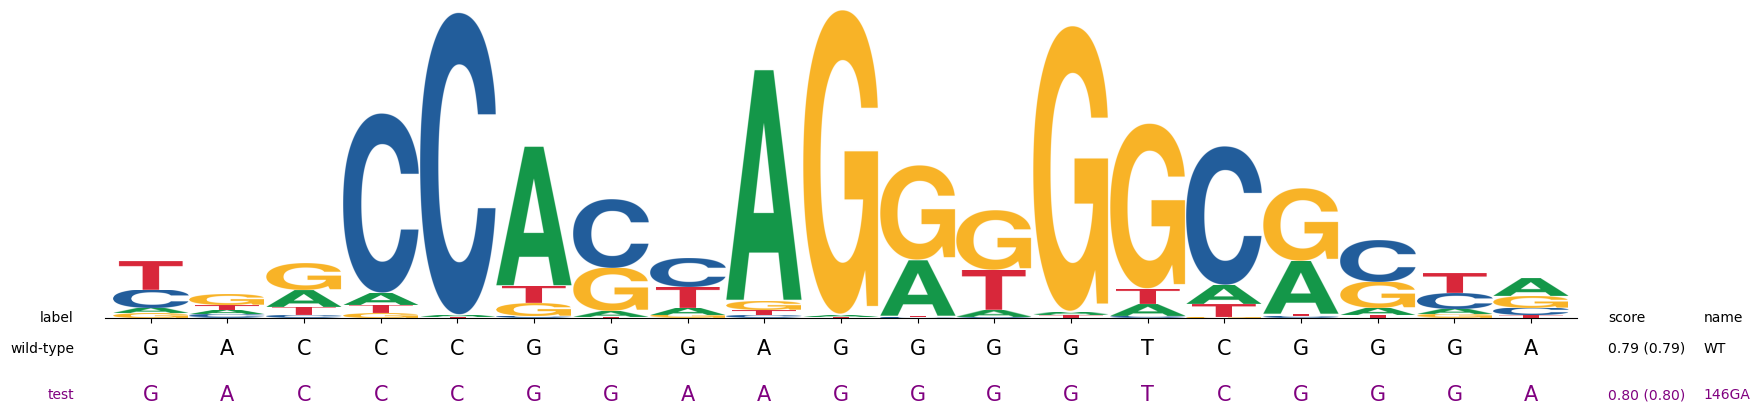 T G G C C A C C A G G G G G C G C T A
C A A A T G T G A T T A C A G C G
A T T T G A A T A A T T A A A C
G C C G C G T C G T C T G T
label score name
wild-type G A C C C G G G A G G G G T C G G G A 0.79 (0.79) WT
test G A C C C G G A A G G G G T C G G G A 0.80 (0.80) 146GA